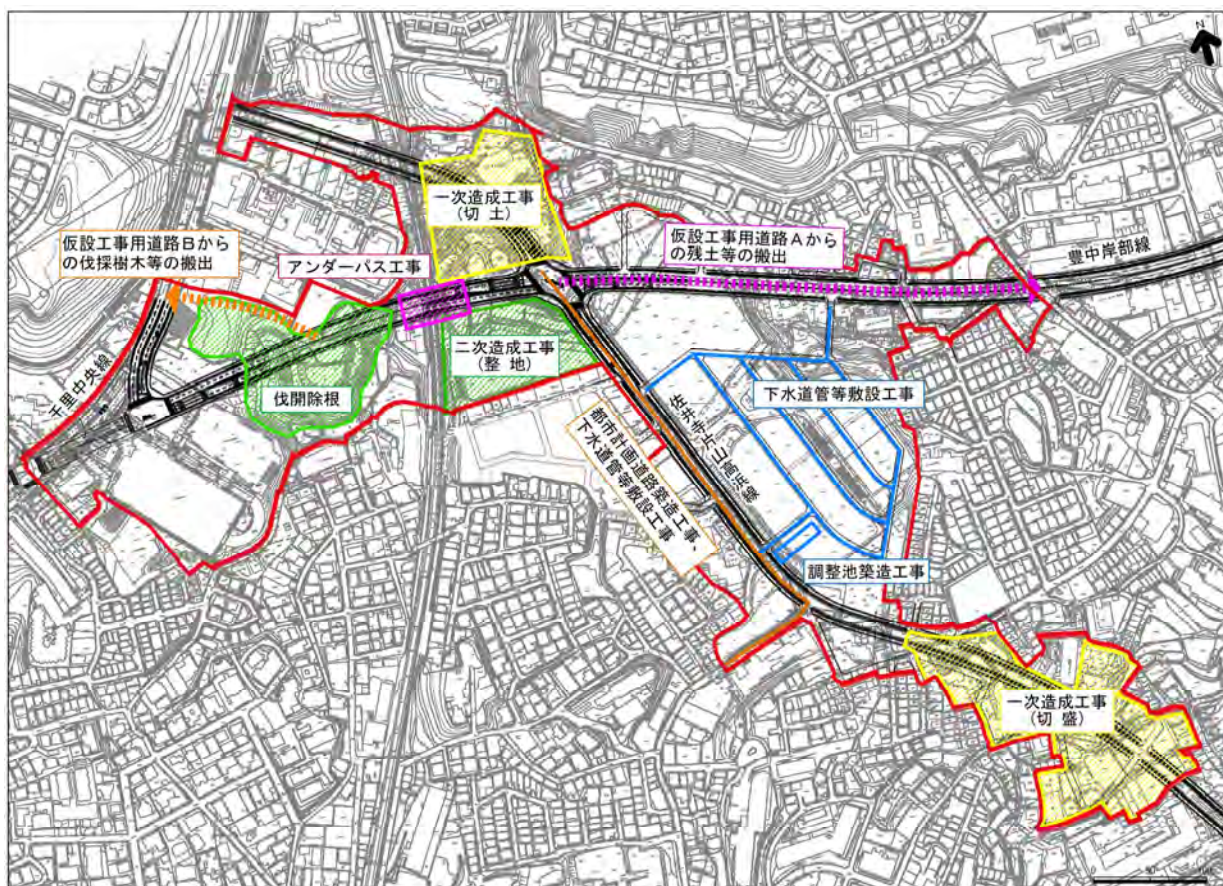 N
一次造成工事
(切 土)
仮設工事用道路Bから
の伐採樹木等の搬出
アンダーパス工事
仮設工事用道路Aから
の残土等の搬出
豊中岸部線
千里中央線
伐開除根
二次造成工事
(整 地)
下水道管等敷設工事
佐井寺片山高浜線
都市計画道路築造工事、
下水道管等敷設工事
調整池築造工事
一次造成工事
(切 盛)